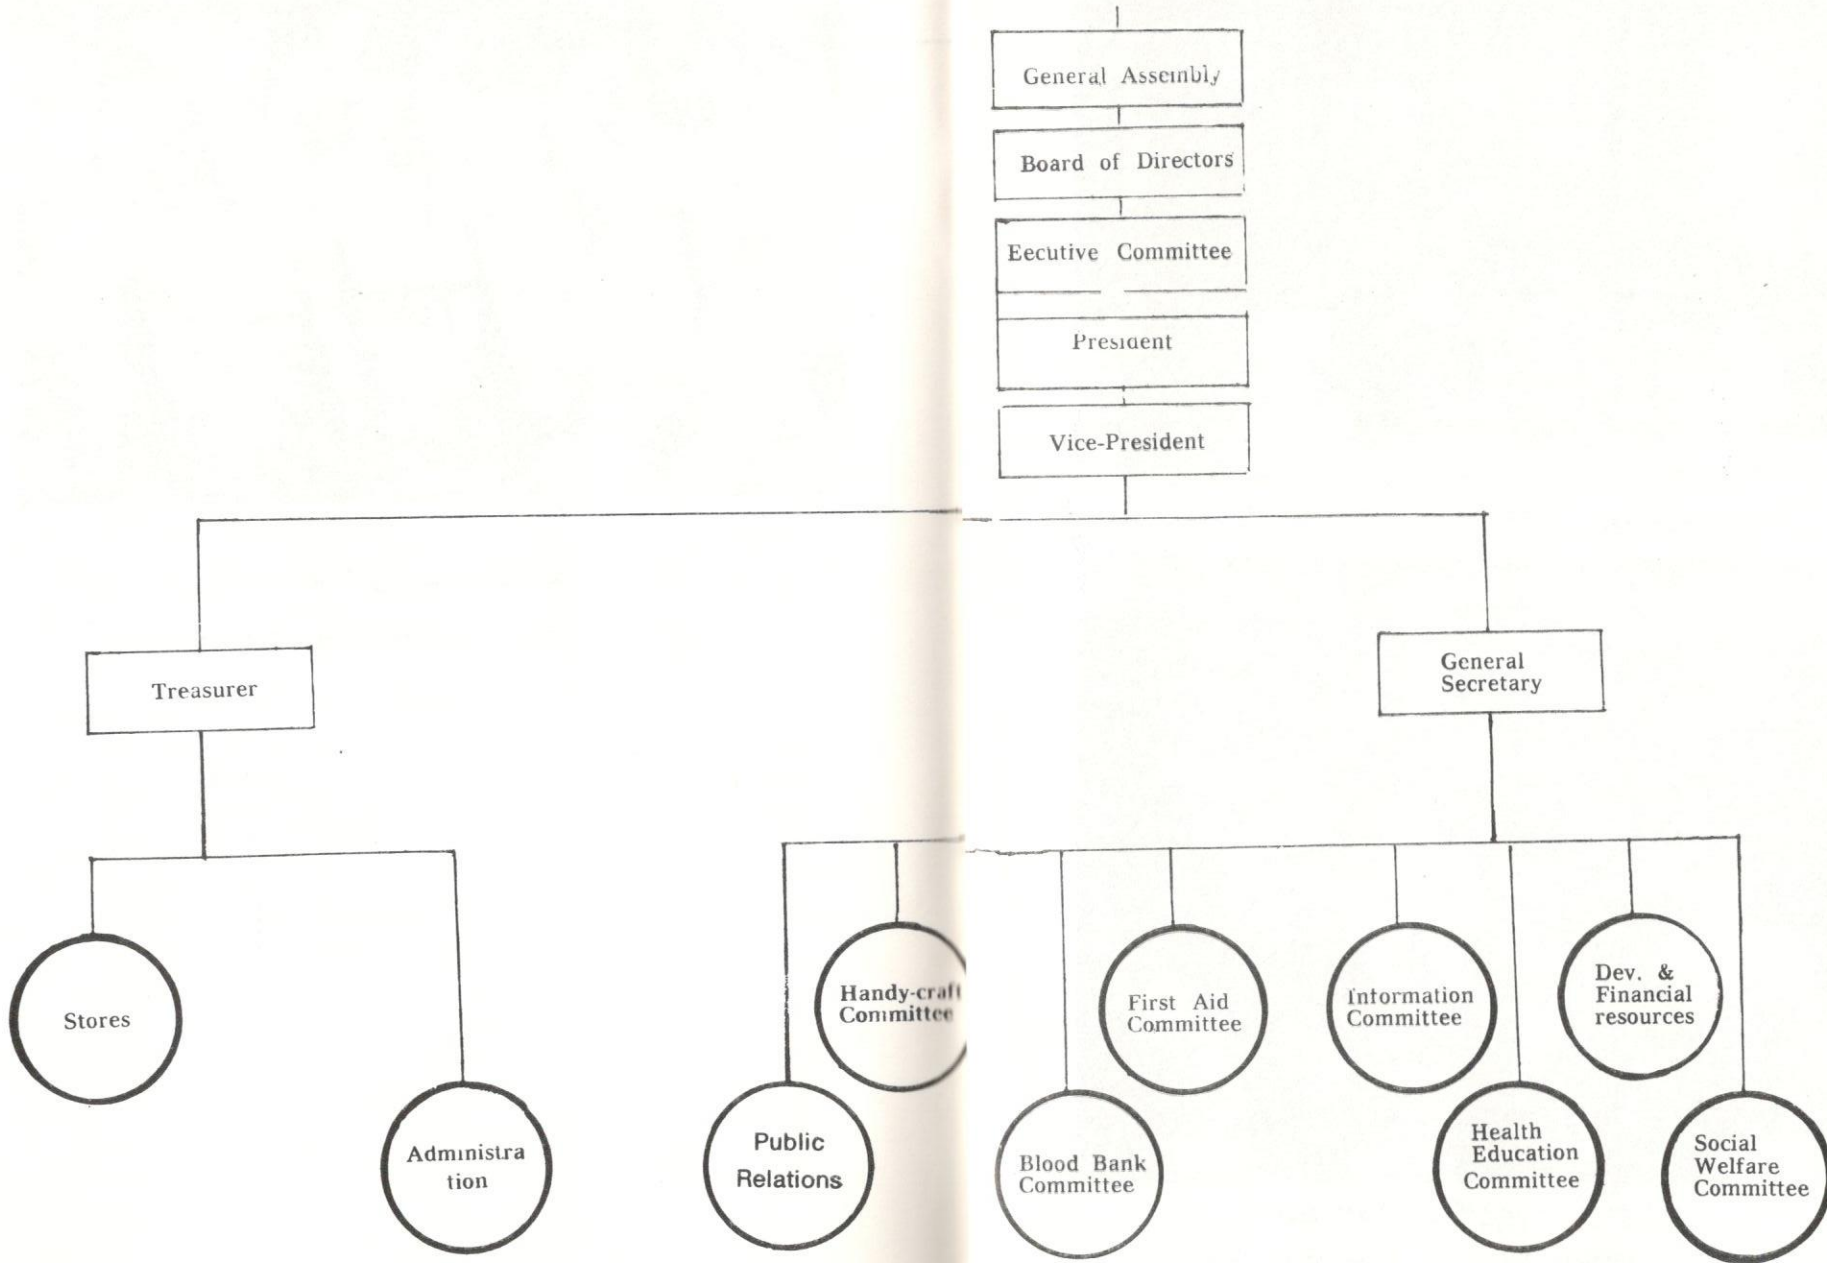 General Assembly
Board of Directors
Eecutive Committee
President
Vice-President
Treasurer
General
Secretary
Stores
Administra
tion
Public
Relations
Handy-craft
Committee
Blood Bank
Committee
First Aid
Committee
Information
Committee
Health
Education
Committee
Dev. &
Financial
resources
Social
Welfare
Committee